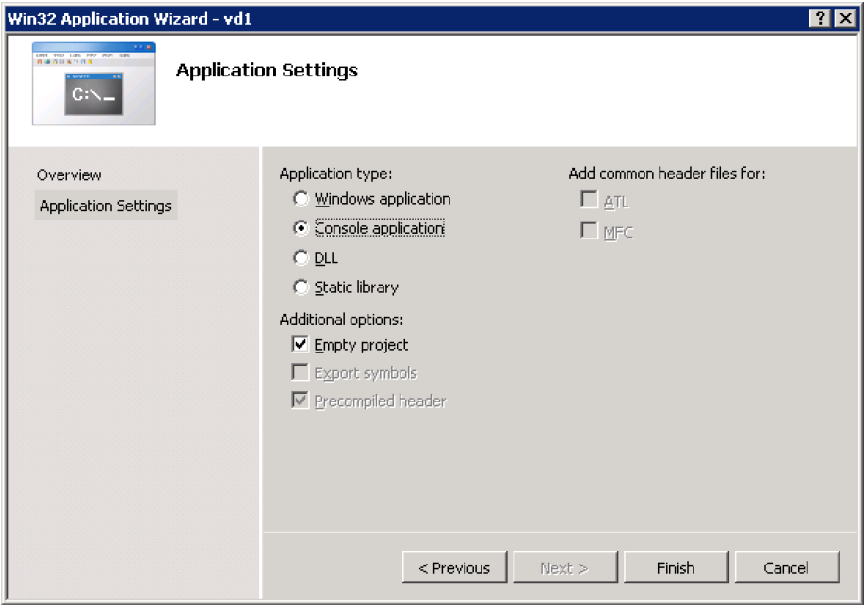 Win32 Application Wizard - vd1
C:\
Application Settings
Overview
Application Settings
Application type:
Windows application
Console application
DLL
Static library
Additional options:
Empty project
Export symbols
Precompiled header
Add common header files for:
ATL
MFC
< Previous
Next >
Finish
Cancel